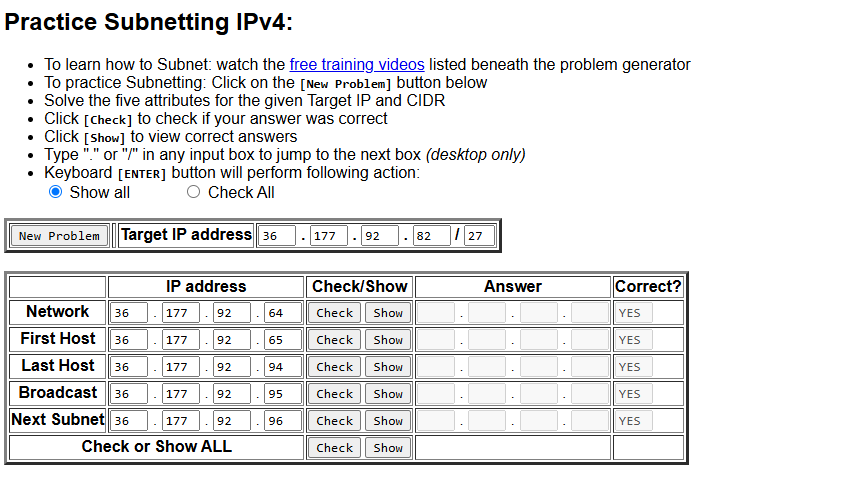 Practice Subnetting IPv4:
To learn how to Subnet: watch the free training videos listed beneath the problem generator
To practice Subnetting: Click on the [New Problem] button below
Solve the five attributes for the given Target IP and CIDR
Click [Check] to check if your answer was correct
Click [Show] to view correct answers
Type "." or "/" in any input box to jump to the next box (desktop only)
Keyboard [ENTER] button will perform following action:
Show all Check All
New Problem Target IP address 36 . 177 . 92 . 82 / 27
IP address Check/Show Answer Correct?
Network 36 . 177 . 92 . 64 Check Show . . . YES
First Host 36 . 177 . 92 . 65 Check Show . . . YES
Last Host 36 . 177 . 92 . 94 Check Show . . . YES
Broadcast 36 . 177 . 92 . 95 Check Show . . . YES
Next Subnet 36 . 177 . 92 . 96 Check Show . . . YES
Check or Show ALL Check Show